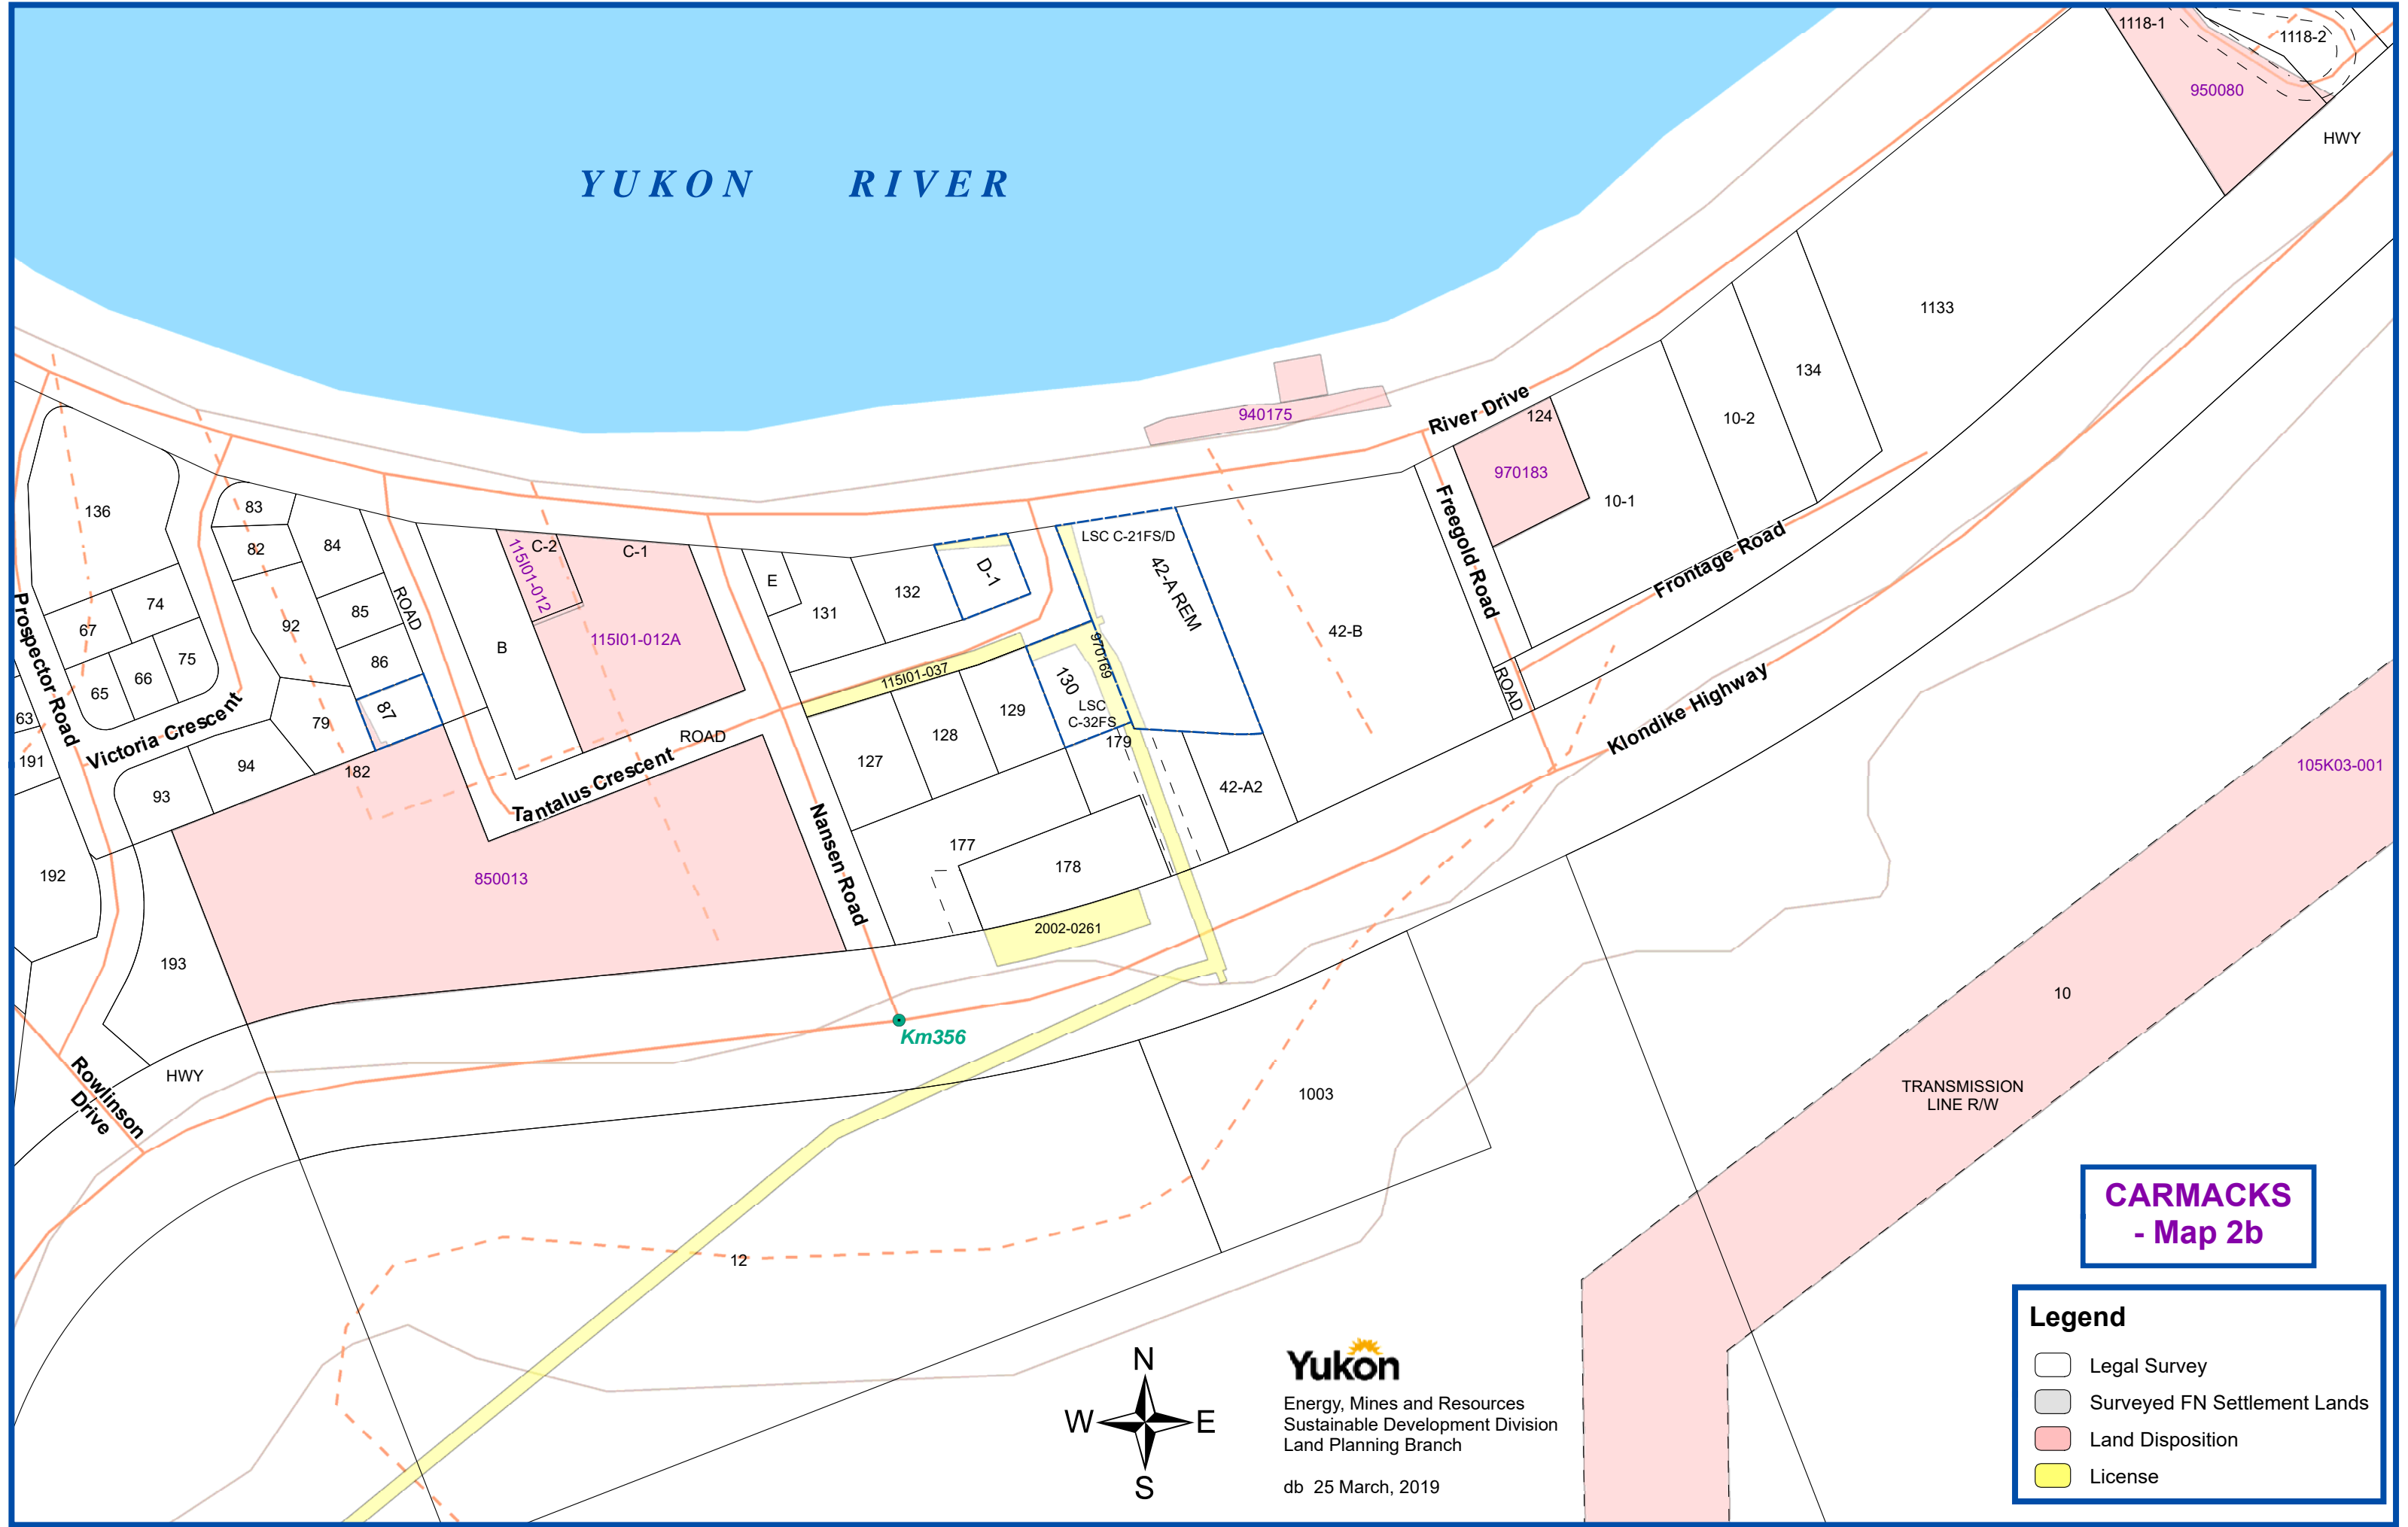 1118-1
1118-2
950080
HWY
YUKON RIVER
1133
134
10-2
River Drive
124
940175
970183
10-1
Freegold Road
Frontage Road
ROAD
Klondike Highway
136
83
82
84
C-2
C-1
115I01-012
115I01-012A
E
131
132
D-1
LSC C-21FS/D
42-A REM
42-B
Prospector Road
67
74
65
66
75
63
191
192
92
85
ROAD
86
87
79
B
115I01-037
970169
130
LSC
C-32FS
179
129
128
127
42-A2
Victoria Crescent
93
94
182
Tantalus Crescent
ROAD
Nansen Road
177
178
850013
2002-0261
193
105K03-001
10
Km356
HWY
Rowlinson
Drive
1003
TRANSMISSION
LINE R/W
12
CARMACKS
- Map 2b
N
W E
S
Yukon
Energy, Mines and Resources
Sustainable Development Division
Land Planning Branch
db 25 March, 2019
Legend
Legal Survey
Surveyed FN Settlement Lands
Land Disposition
License